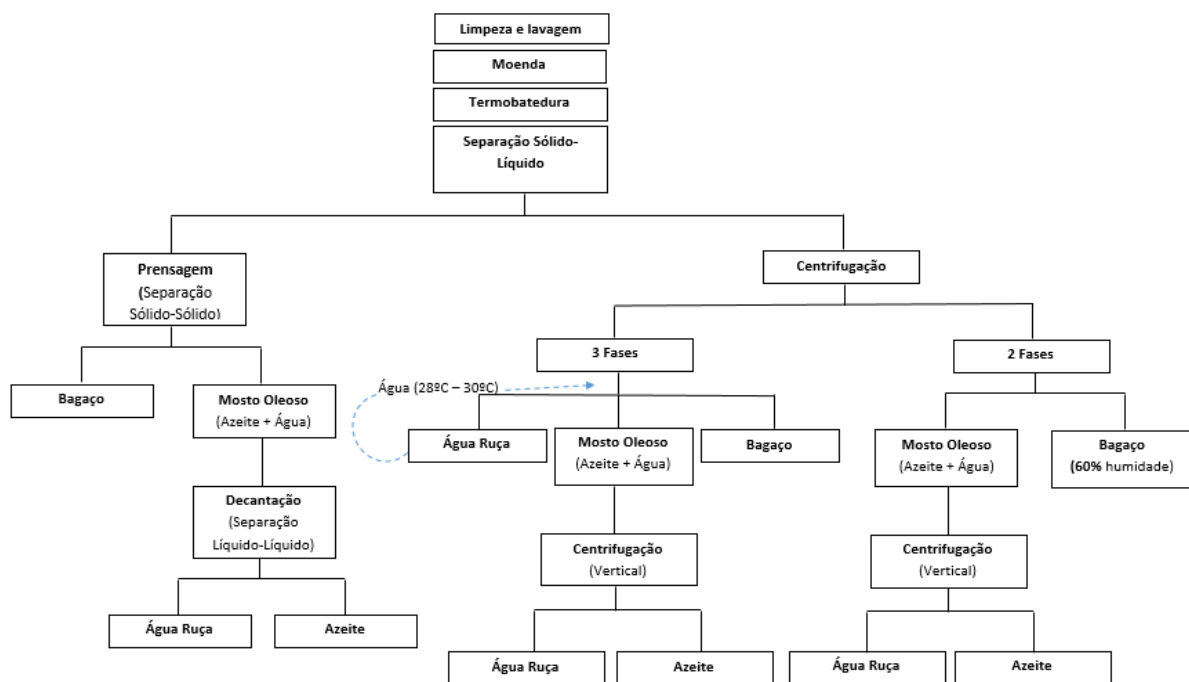 Limpeza e lavagem
Moenda
Termobatedura
Separação Sólido-
Líquido
Prensagem
(Separação
Sólido-Sólido)
Centrifugação
3 Fases
2 Fases
Bagaço
Mosto Oleoso
(Azeite + Água)
Água (28ºC – 30ºC)
Água Ruça
Mosto Oleoso
(Azeite + Água)
Bagaço
Mosto Oleoso
(Azeite + Água)
Bagaço
(60% humidade)
Decantação
(Separação
Líquido-Líquido)
Centrifugação
(Vertical)
Centrifugação
(Vertical)
Água Ruça
Azeite
Água Ruça
Azeite
Água Ruça
Azeite